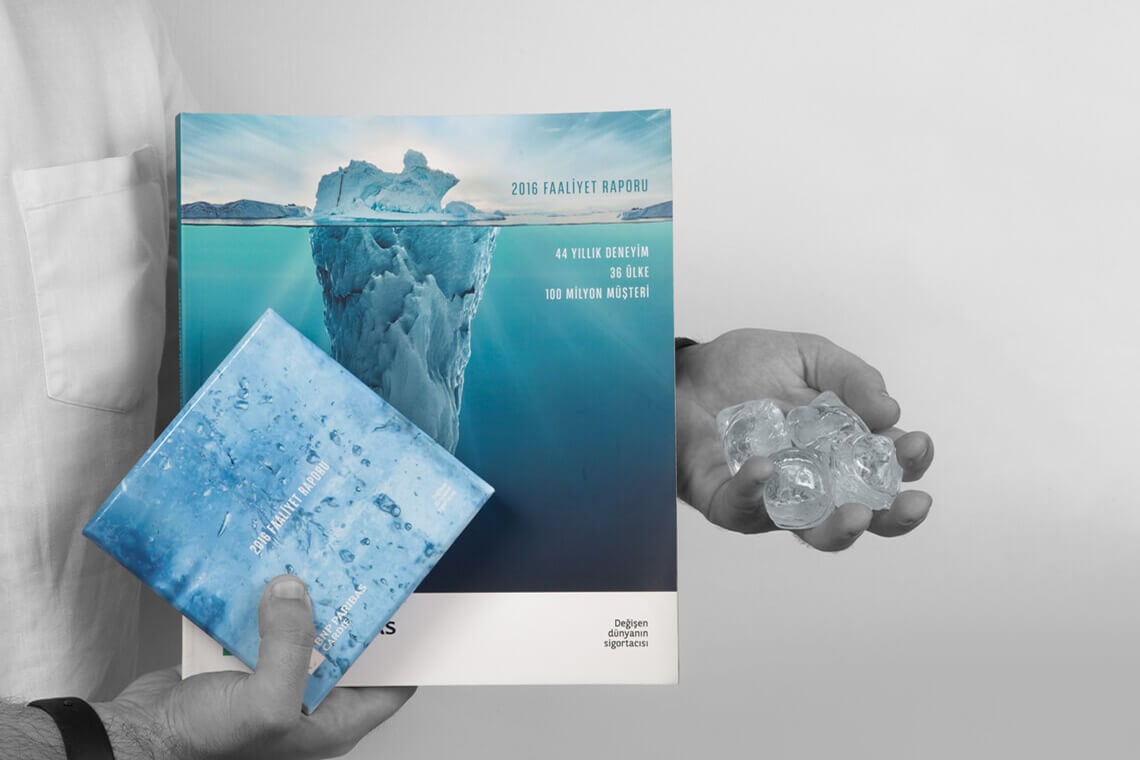 2016 FAALİYET RAPORU
44 YILLIK DENEYİM
36 ÜLKE
100 MİLYON MÜŞTERİ
2016 FAALİYET RAPORU
BNP PARIBAS
CARDIF
AS
Değişen
dünyanın
sigortacısı